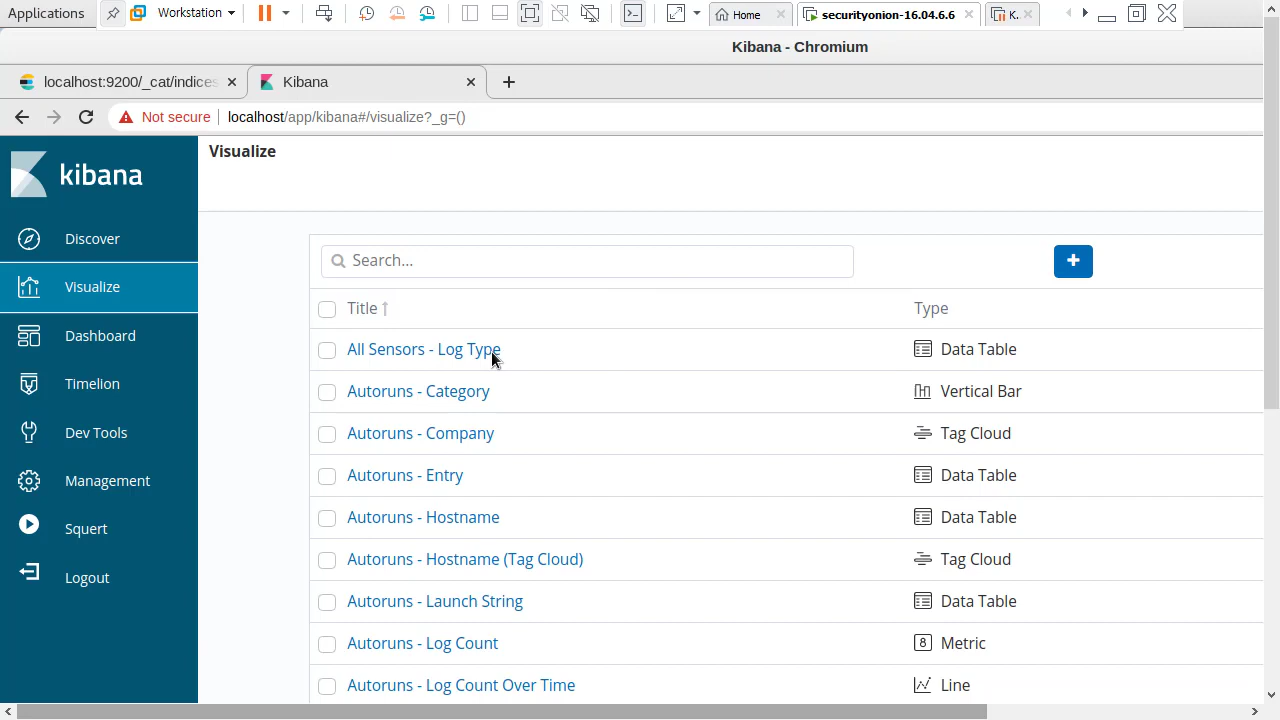 Applications Workstation Home securityonion-16.04.6.6 K.
Kibana - Chromium
localhost:9200/_cat/indices Kibana
Not secure localhost/app/kibana#/visualize?_g=()
kibana
Visualize
Discover
Visualize
Dashboard
Timelion
Dev Tools
Management
Squert
Logout
Search... +
Title Type
All Sensors - Log Type Data Table
Autoruns - Category Vertical Bar
Autoruns - Company Tag Cloud
Autoruns - Entry Data Table
Autoruns - Hostname Data Table
Autoruns - Hostname (Tag Cloud) Tag Cloud
Autoruns - Launch String Data Table
Autoruns - Log Count 8 Metric
Autoruns - Log Count Over Time Line